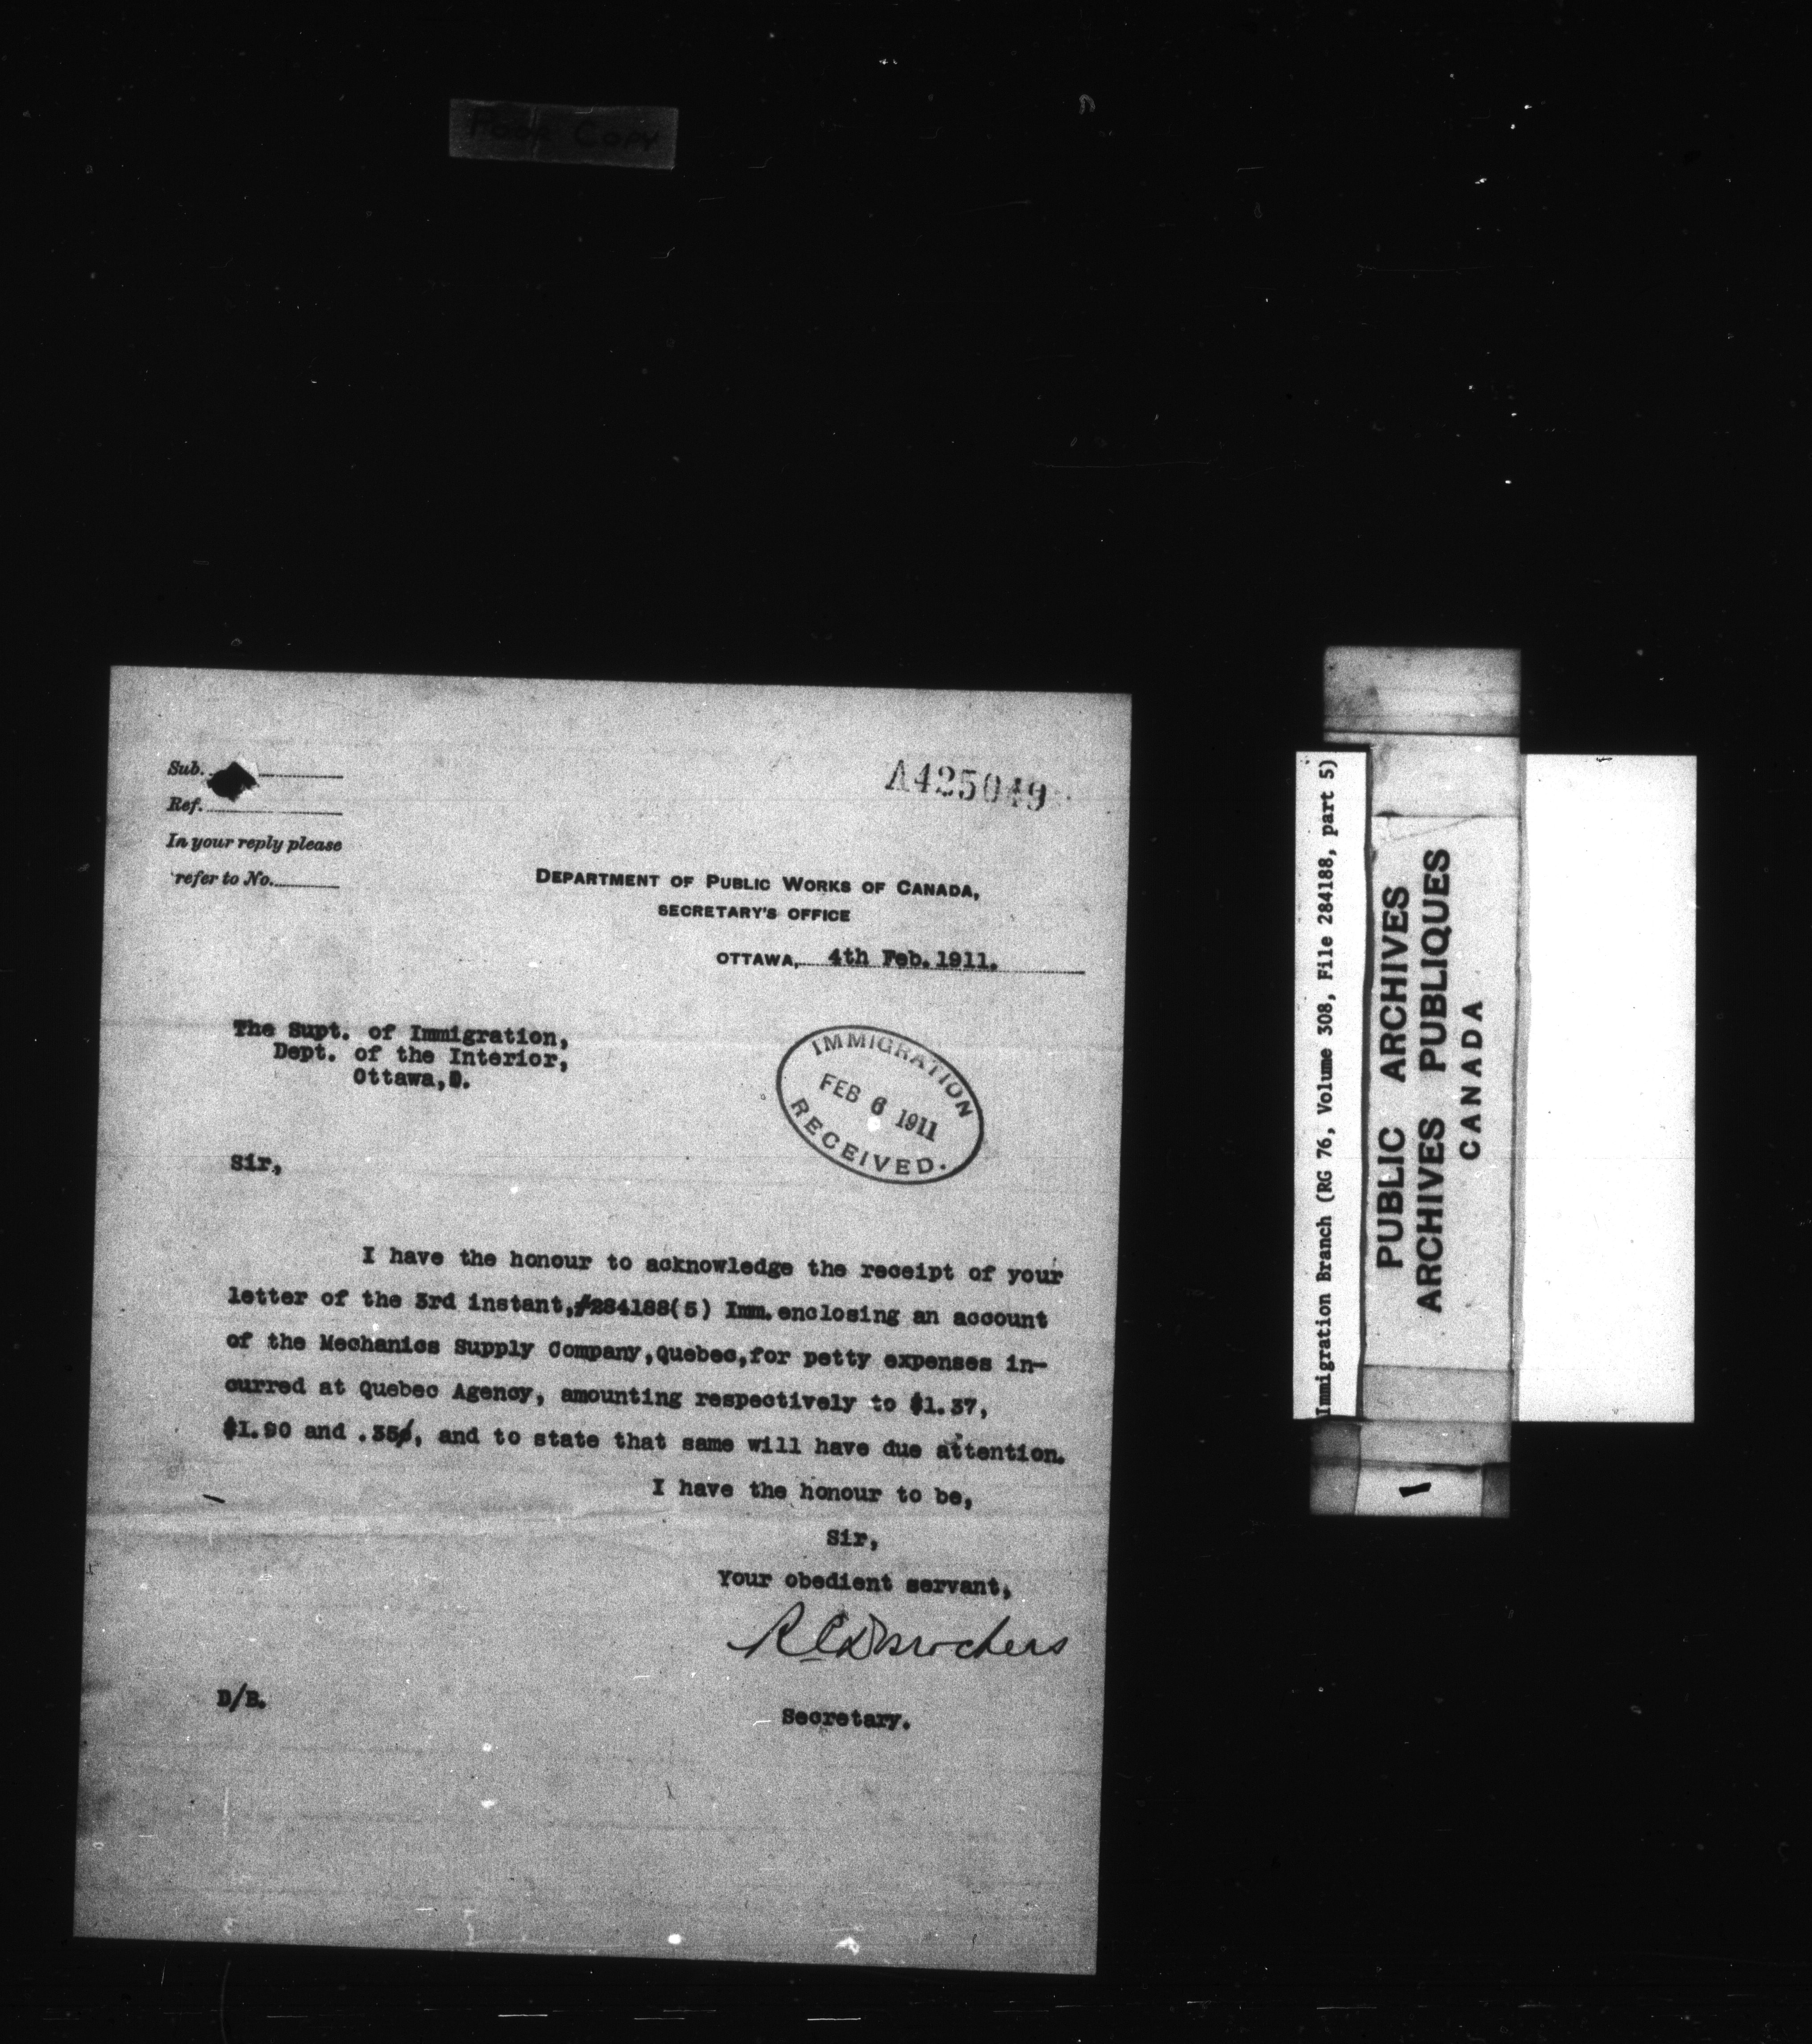 Poor Copy
Sub.
Ref.
In your reply please
refer to No.
A425049
DEPARTMENT OF PUBLIC WORKS OF CANADA,
SECRETARY'S OFFICE
OTTAWA, 4th Feb. 1911.
The Supt. of Immigration,
Dept. of the Interior,
Ottawa,O.
IMMIGRATION
FEB 6 1911
RECEIVED.
Sir,
I have the honour to acknowledge the receipt of your
letter of the 3rd instant,#284188(5) Imm. enclosing an account
of the Mechanics Supply Company,Quebec,for petty expenses in-
curred at Quebec Agency, amounting respectively to $1.37,
$1.90 and .35¢, and to state that same will have due attention.
I have the honour to be,
Sir,
Your obedient servant,
R C Desrochers
D/B.
Secretary.
Immigration Branch (RG 76, Volume 308, File 284188, part 5)
PUBLIC ARCHIVES
ARCHIVES PUBLIQUES
CANADA